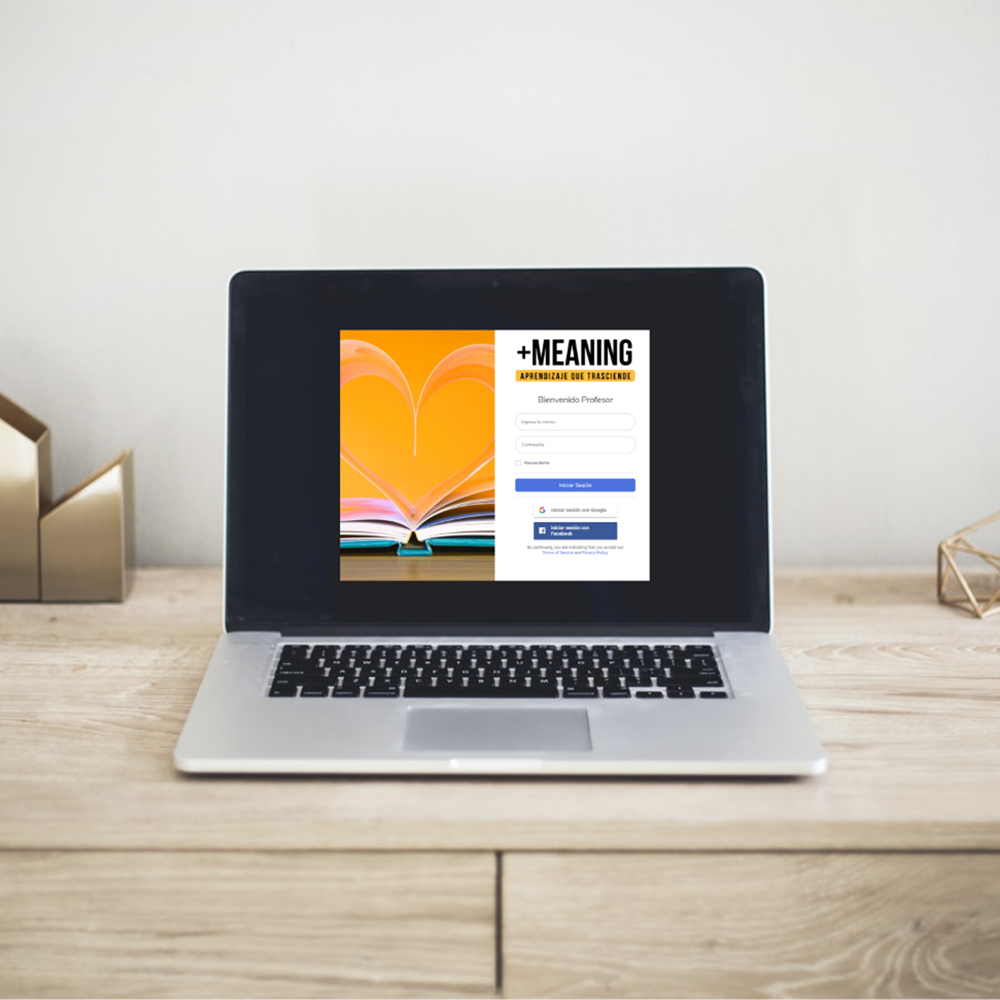 +MEANING
APRENDIZAJE QUE TRASCIENDE
Bienvenido Profesor
Ingresa tu correo...
Contraseña
Recuerdame
Iniciar Sesión
Iniciar sesión con Google
Iniciar sesión con
Facebook
By continuing, you are indicating that you accept our
Terms of Service and Privacy Policy.